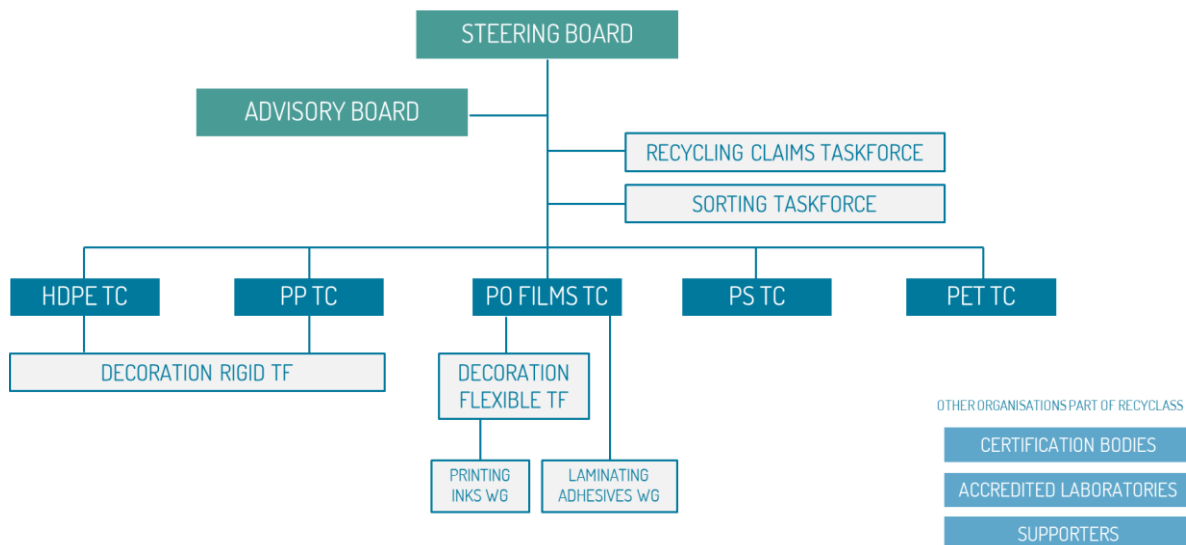 STEERING BOARD
ADVISORY BOARD
RECYCLING CLAIMS TASKFORCE
SORTING TASKFORCE
HDPE TC
PP TC
PO FILMS TC
PS TC
PET TC
DECORATION RIGID TF
DECORATION
FLEXIBLE TF
PRINTING
INKS WG
LAMINATING
ADHESIVES WG
OTHER ORGANISATIONS PART OF RECYCLASS
CERTIFICATION BODIES
ACCREDITED LABORATORIES
SUPPORTERS